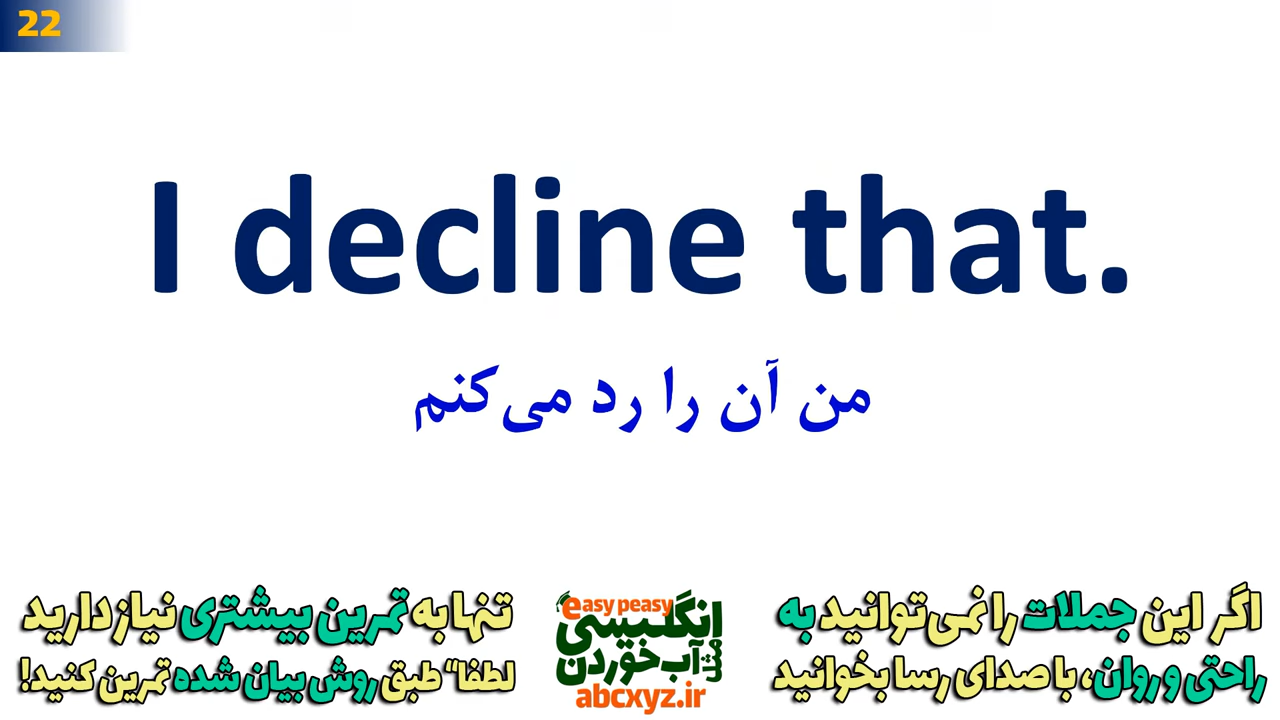 22
I decline that.
من آن را رد می‌کنم
اگر این جملات را نمی‌توانید به
راحتی و روان، با صدای رسا بخوانید
easy peasy
انگلیسی
مثل آب خوردن
abcxyz.ir
تنها به تمرین بیشتری نیاز دارید
لطفا“ طبق روش بیان شده تمرین کنید!